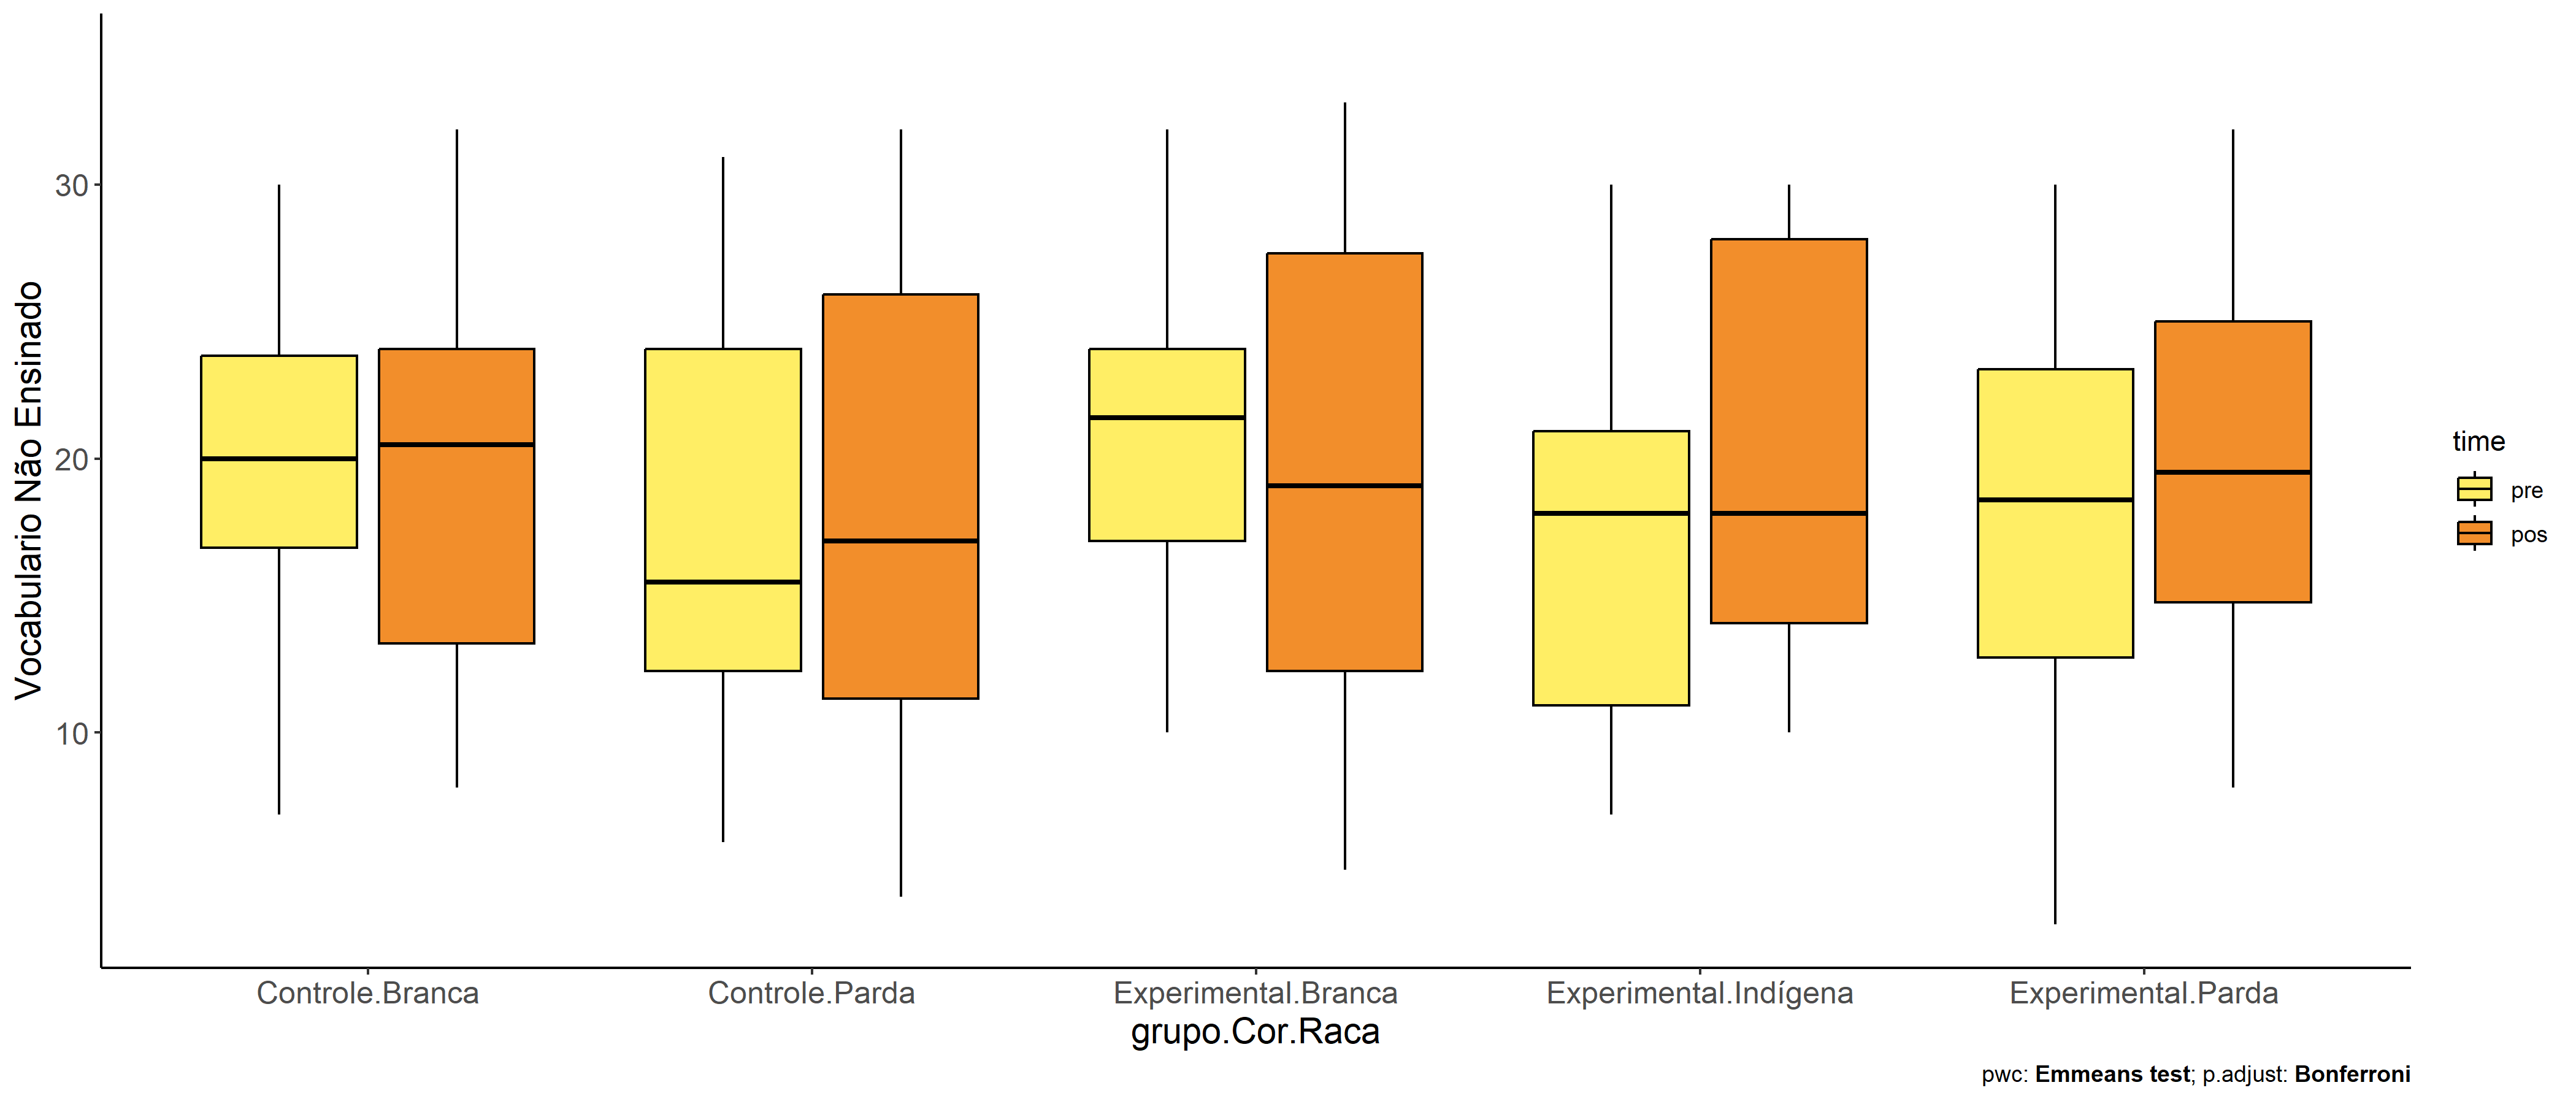 Vocabulario Não Ensinado
30
20
10
Controle.Branca
Controle.Parda
Experimental.Branca
Experimental.Indígena
Experimental.Parda
grupo.Cor.Raca
time
pre
pos
pwc: Emmeans test; p.adjust: Bonferroni